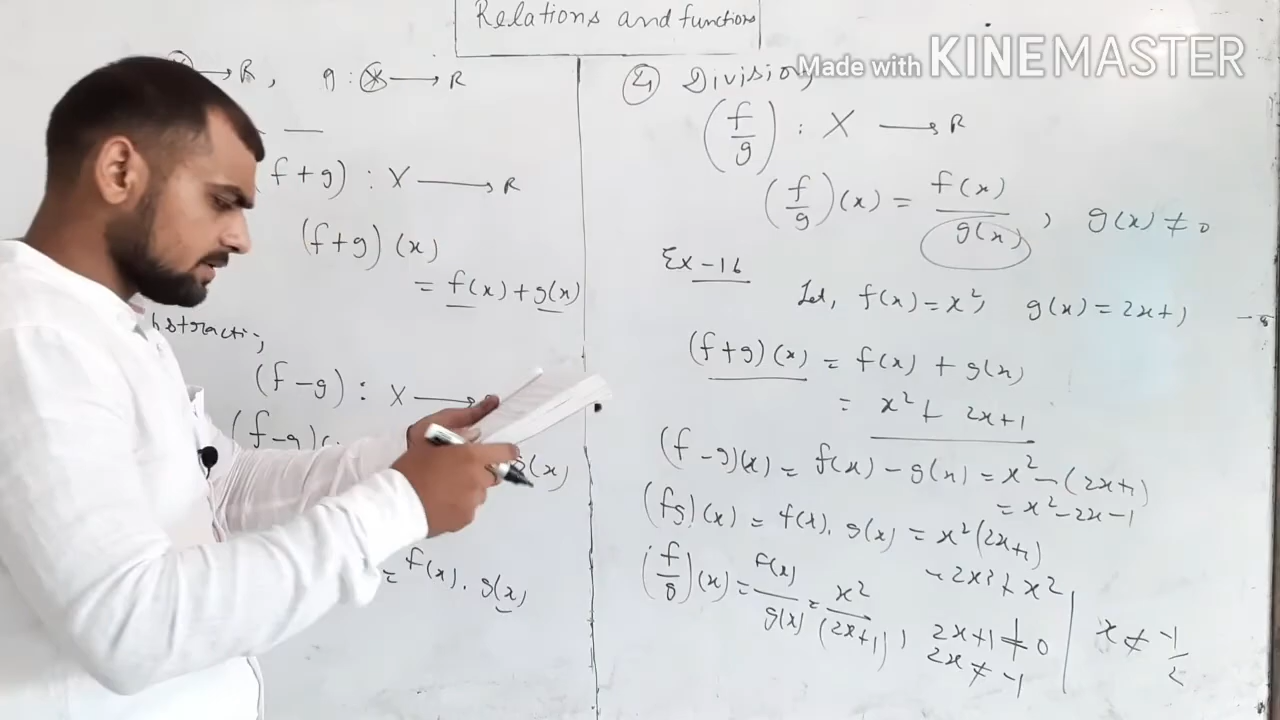 Relations and functions
Made with KINEMASTER
→ R, g : X → R
(f+g) : X → R
(f+g)(x)
= f(x) + g(x)
(f-g) : X →
(f-g)
g(x)
= f(x) . g(x)
④ Division
(f/g) : X → R
(f/g)(x) = f(x)/g(x), g(x) ≠ 0
Ex-16
Let, f(x) = x², g(x) = 2x+1
(f+g)(x) = f(x) + g(x)
= x² + 2x+1
(f-g)(x) = f(x) - g(x) = x² - (2x+1)
= x² - 2x - 1
(fg)(x) = f(x). g(x) = x²(2x+1)
= 2x³ + x²
(f/g)(x) = f(x)/g(x) = x²/(2x+1), 2x+1 ≠ 0
2x ≠ -1
x ≠ -1/2